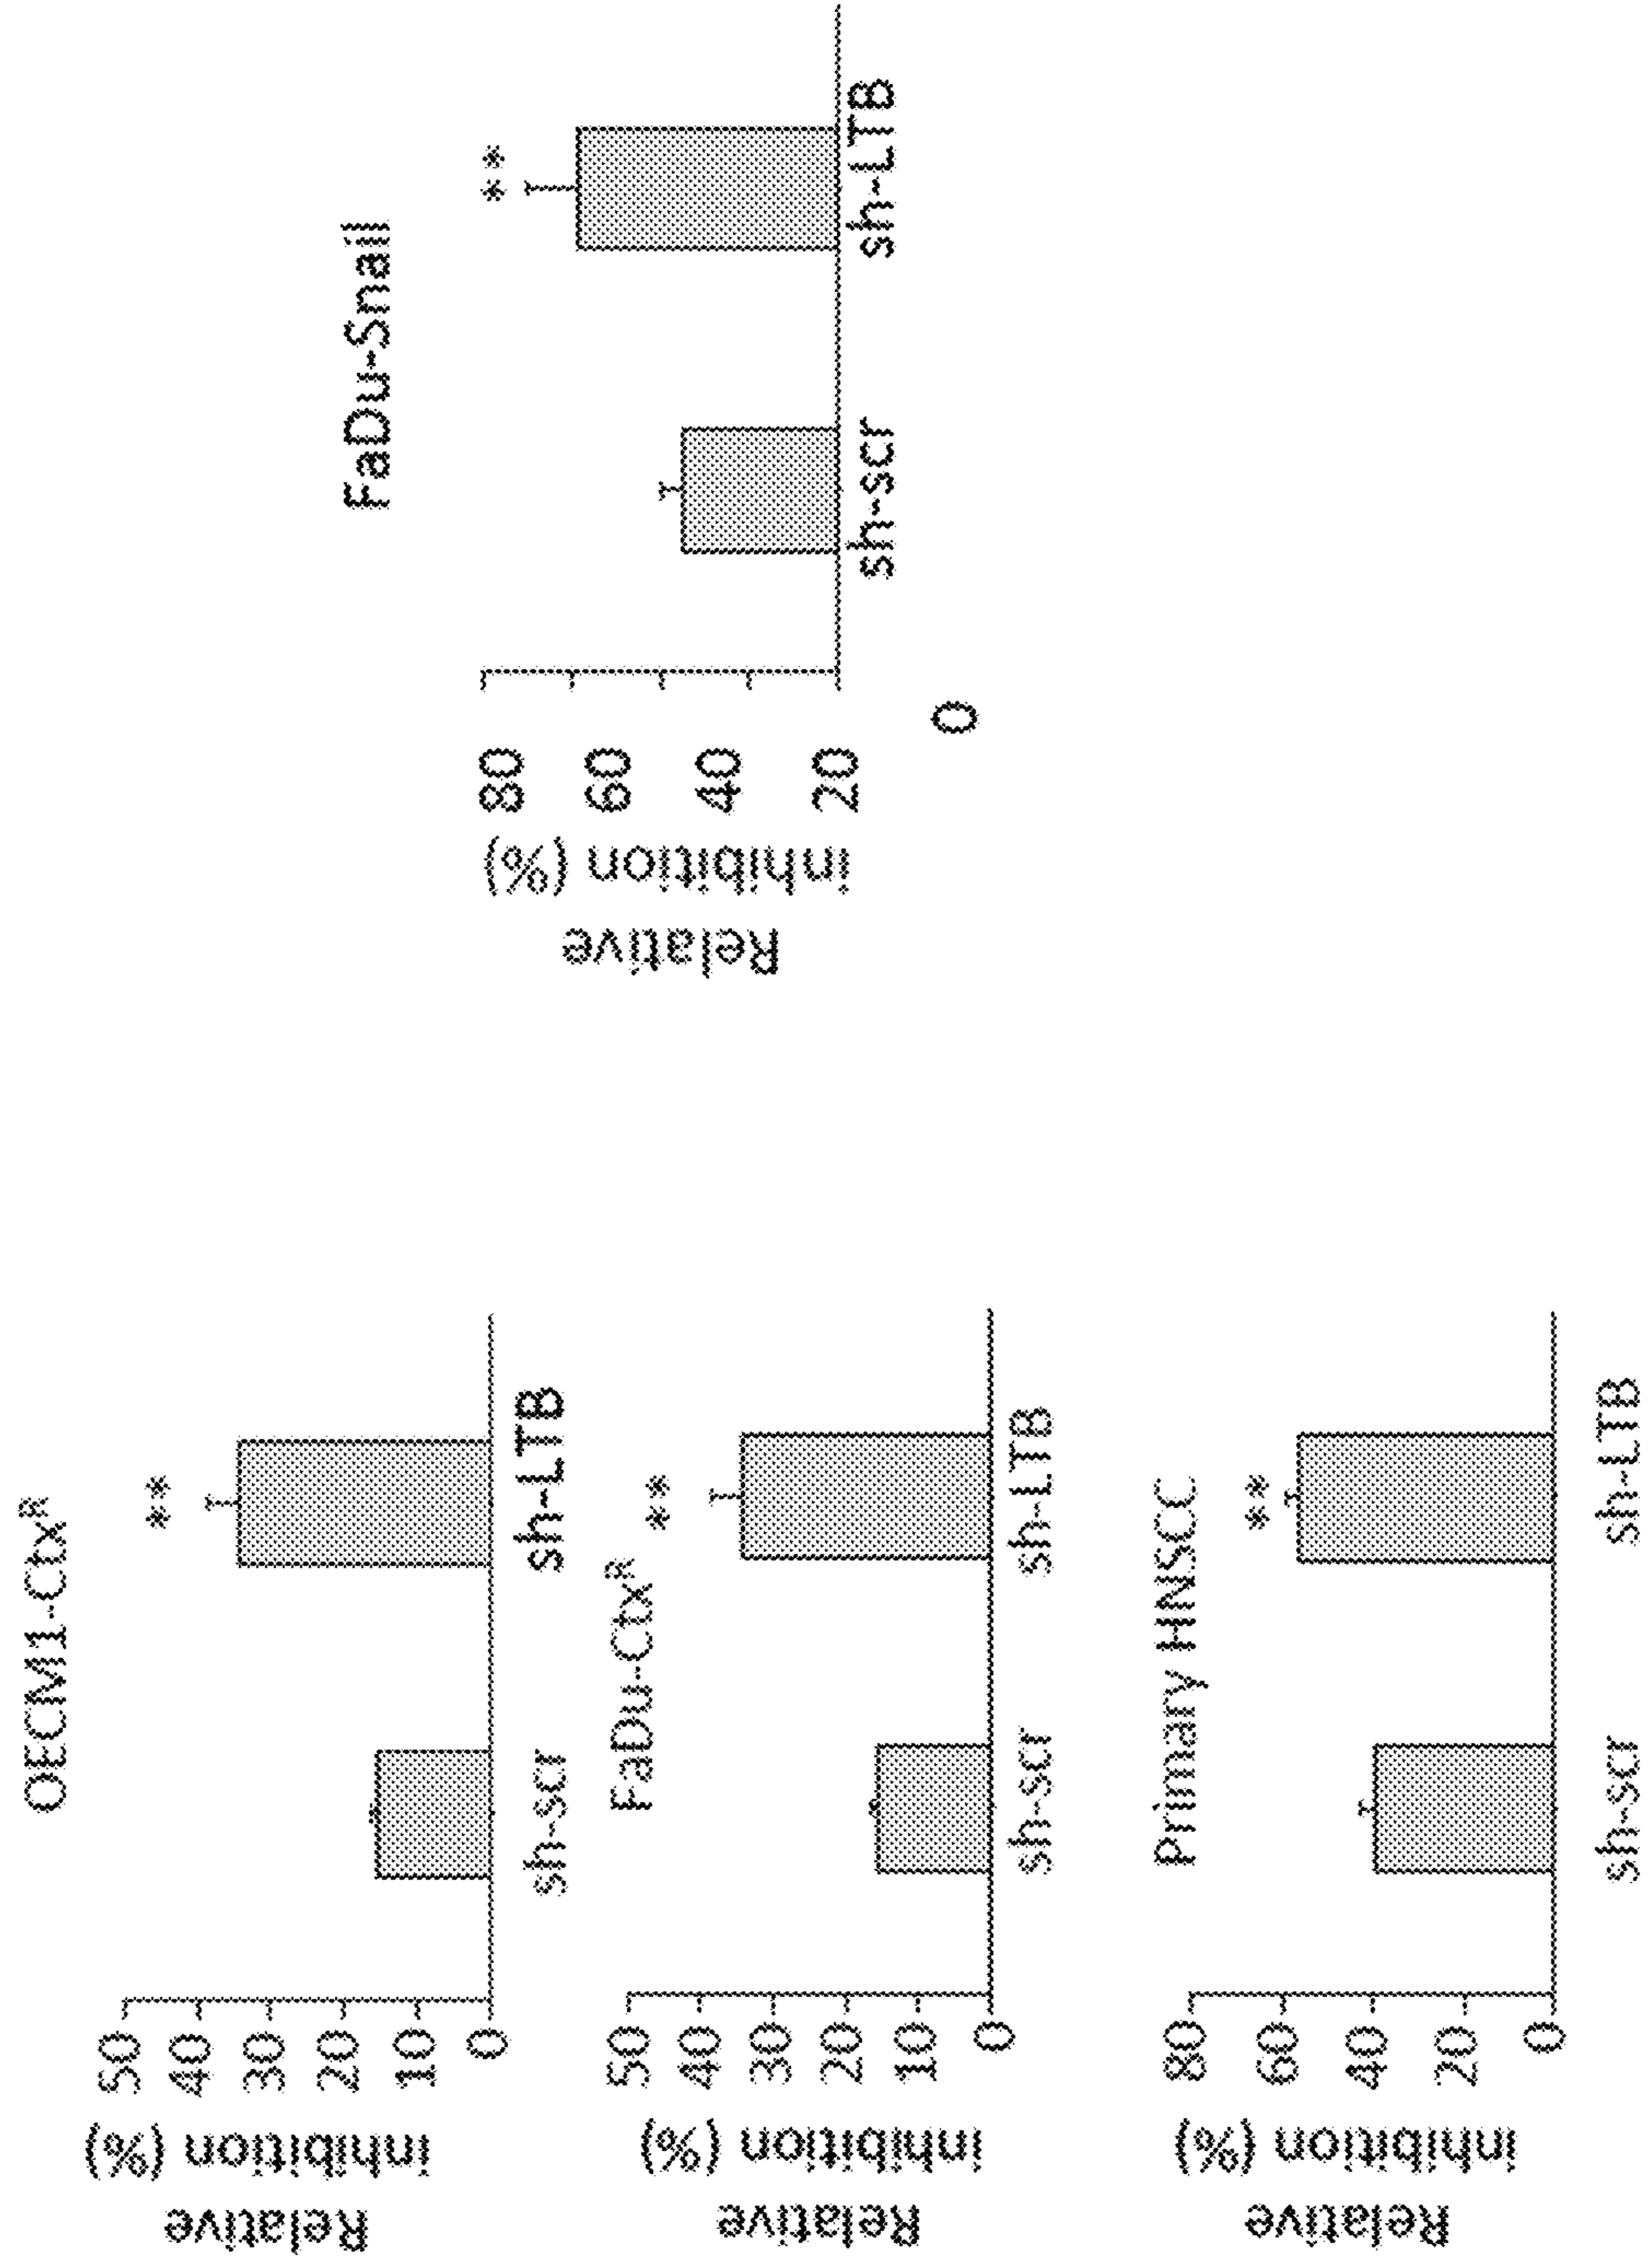 OECM1-Ctxᴿ
Relative
inhibition (%)
50
40
30
20
10
0
**
sh-scr
sh-LTB
FaDu-Ctxᴿ
Relative
inhibition (%)
50
40
30
20
10
0
**
sh-scr
sh-LTB
Primary HNSCC
Relative
inhibition (%)
80
60
40
20
0
**
sh-scr
sh-LTB
FaDu-Snail
Relative
inhibition (%)
80
60
40
20
0
**
sh-scr
sh-LTB